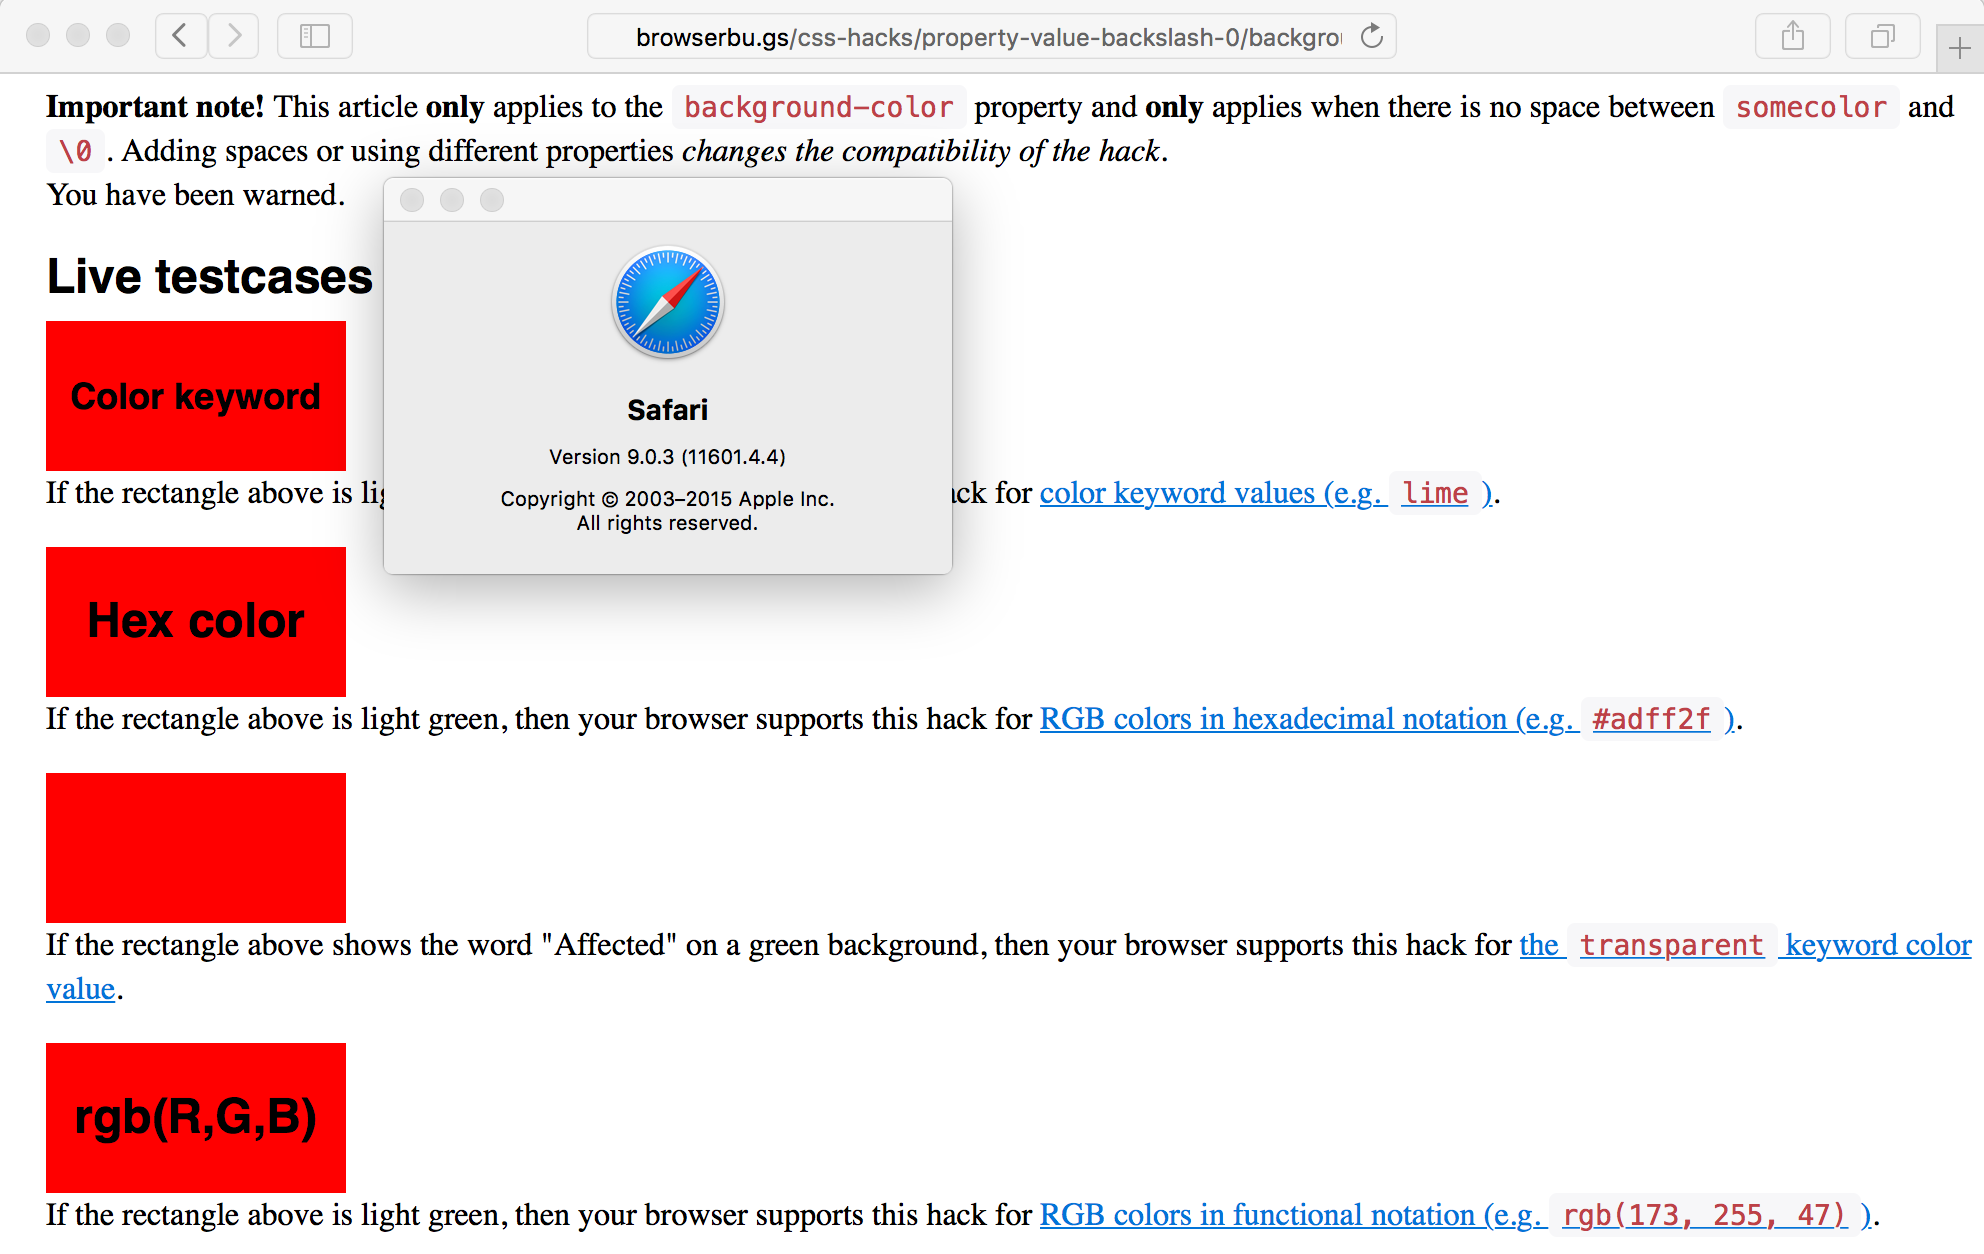 browserbu.gs/css-hacks/property-value-backslash-0/backgro
Important note! This article only applies to the background-color property and only applies when there is no space between somecolor and
\0 . Adding spaces or using different properties changes the compatibility of the hack.
You have been warned.
Live testcases
Safari
Version 9.0.3 (11601.4.4)
Copyright © 2003–2015 Apple Inc.
All rights reserved.
Color keyword
If the rectangle above is
for color keyword values (e.g. lime ).
Hex color
If the rectangle above is light green, then your browser supports this hack for RGB colors in hexadecimal notation (e.g. #adff2f ).
If the rectangle above shows the word "Affected" on a green background, then your browser supports this hack for the transparent keyword color
value.
rgb(R,G,B)
If the rectangle above is light green, then your browser supports this hack for RGB colors in functional notation (e.g. rgb(173, 255, 47) ).